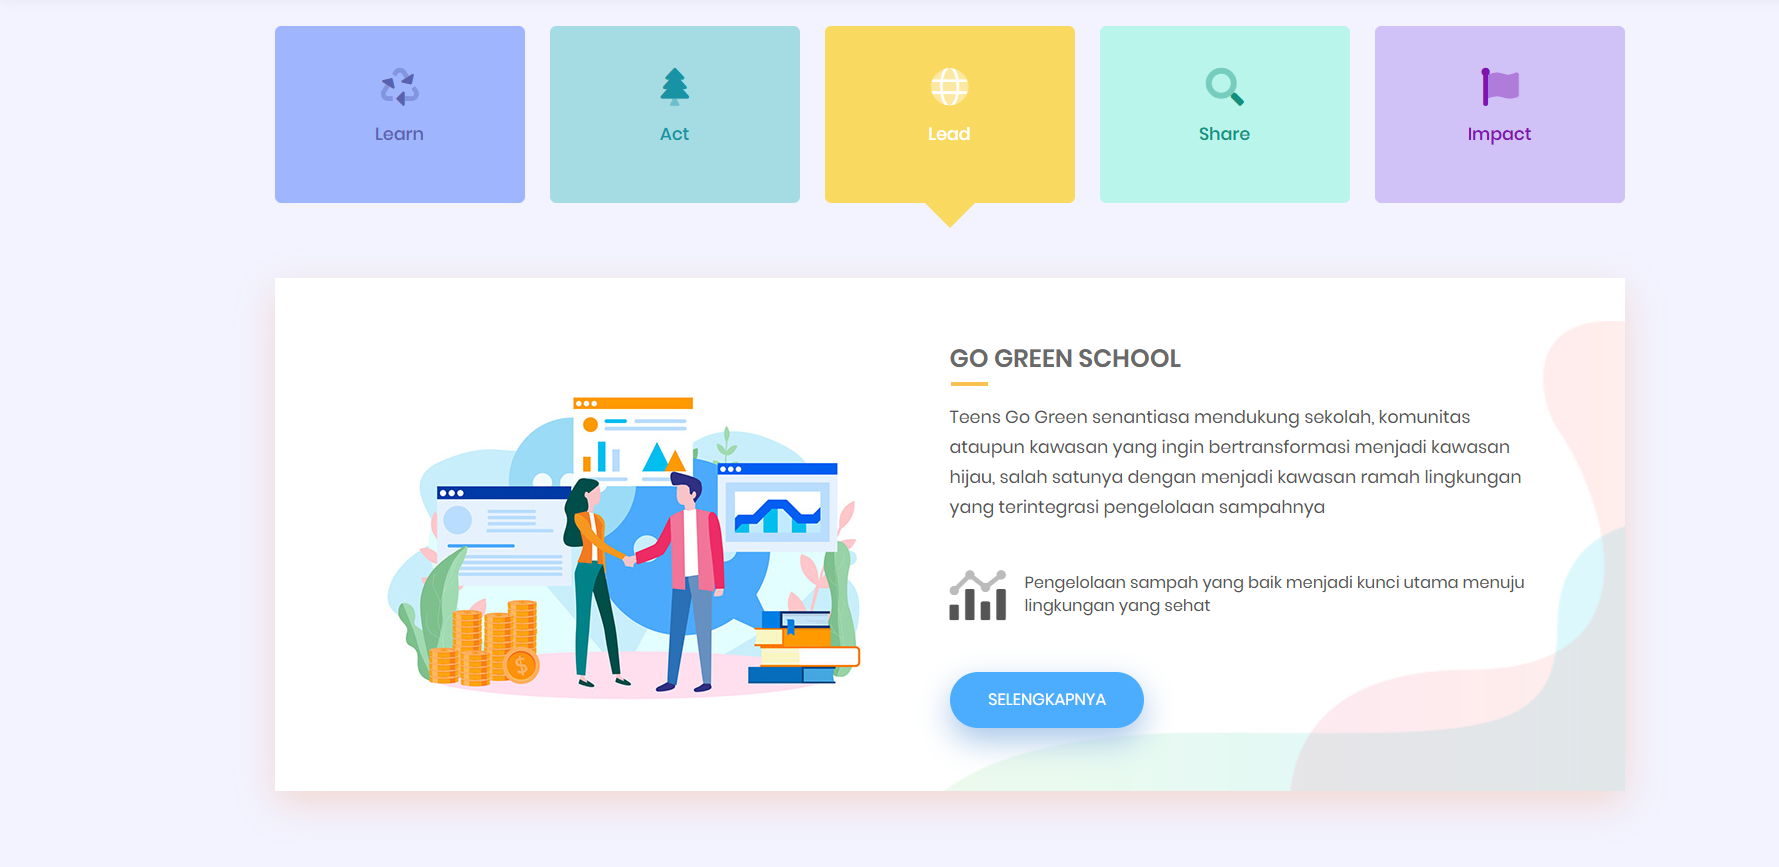 Learn
Act
Lead
Share
Impact
GO GREEN SCHOOL
Teens Go Green senantiasa mendukung sekolah, komunitas
ataupun kawasan yang ingin bertransformasi menjadi kawasan
hijau, salah satunya dengan menjadi kawasan ramah lingkungan
yang terintegrasi pengelolaan sampahnya
Pengelolaan sampah yang baik menjadi kunci utama menuju
lingkungan yang sehat
SELENGKAPNYA
$